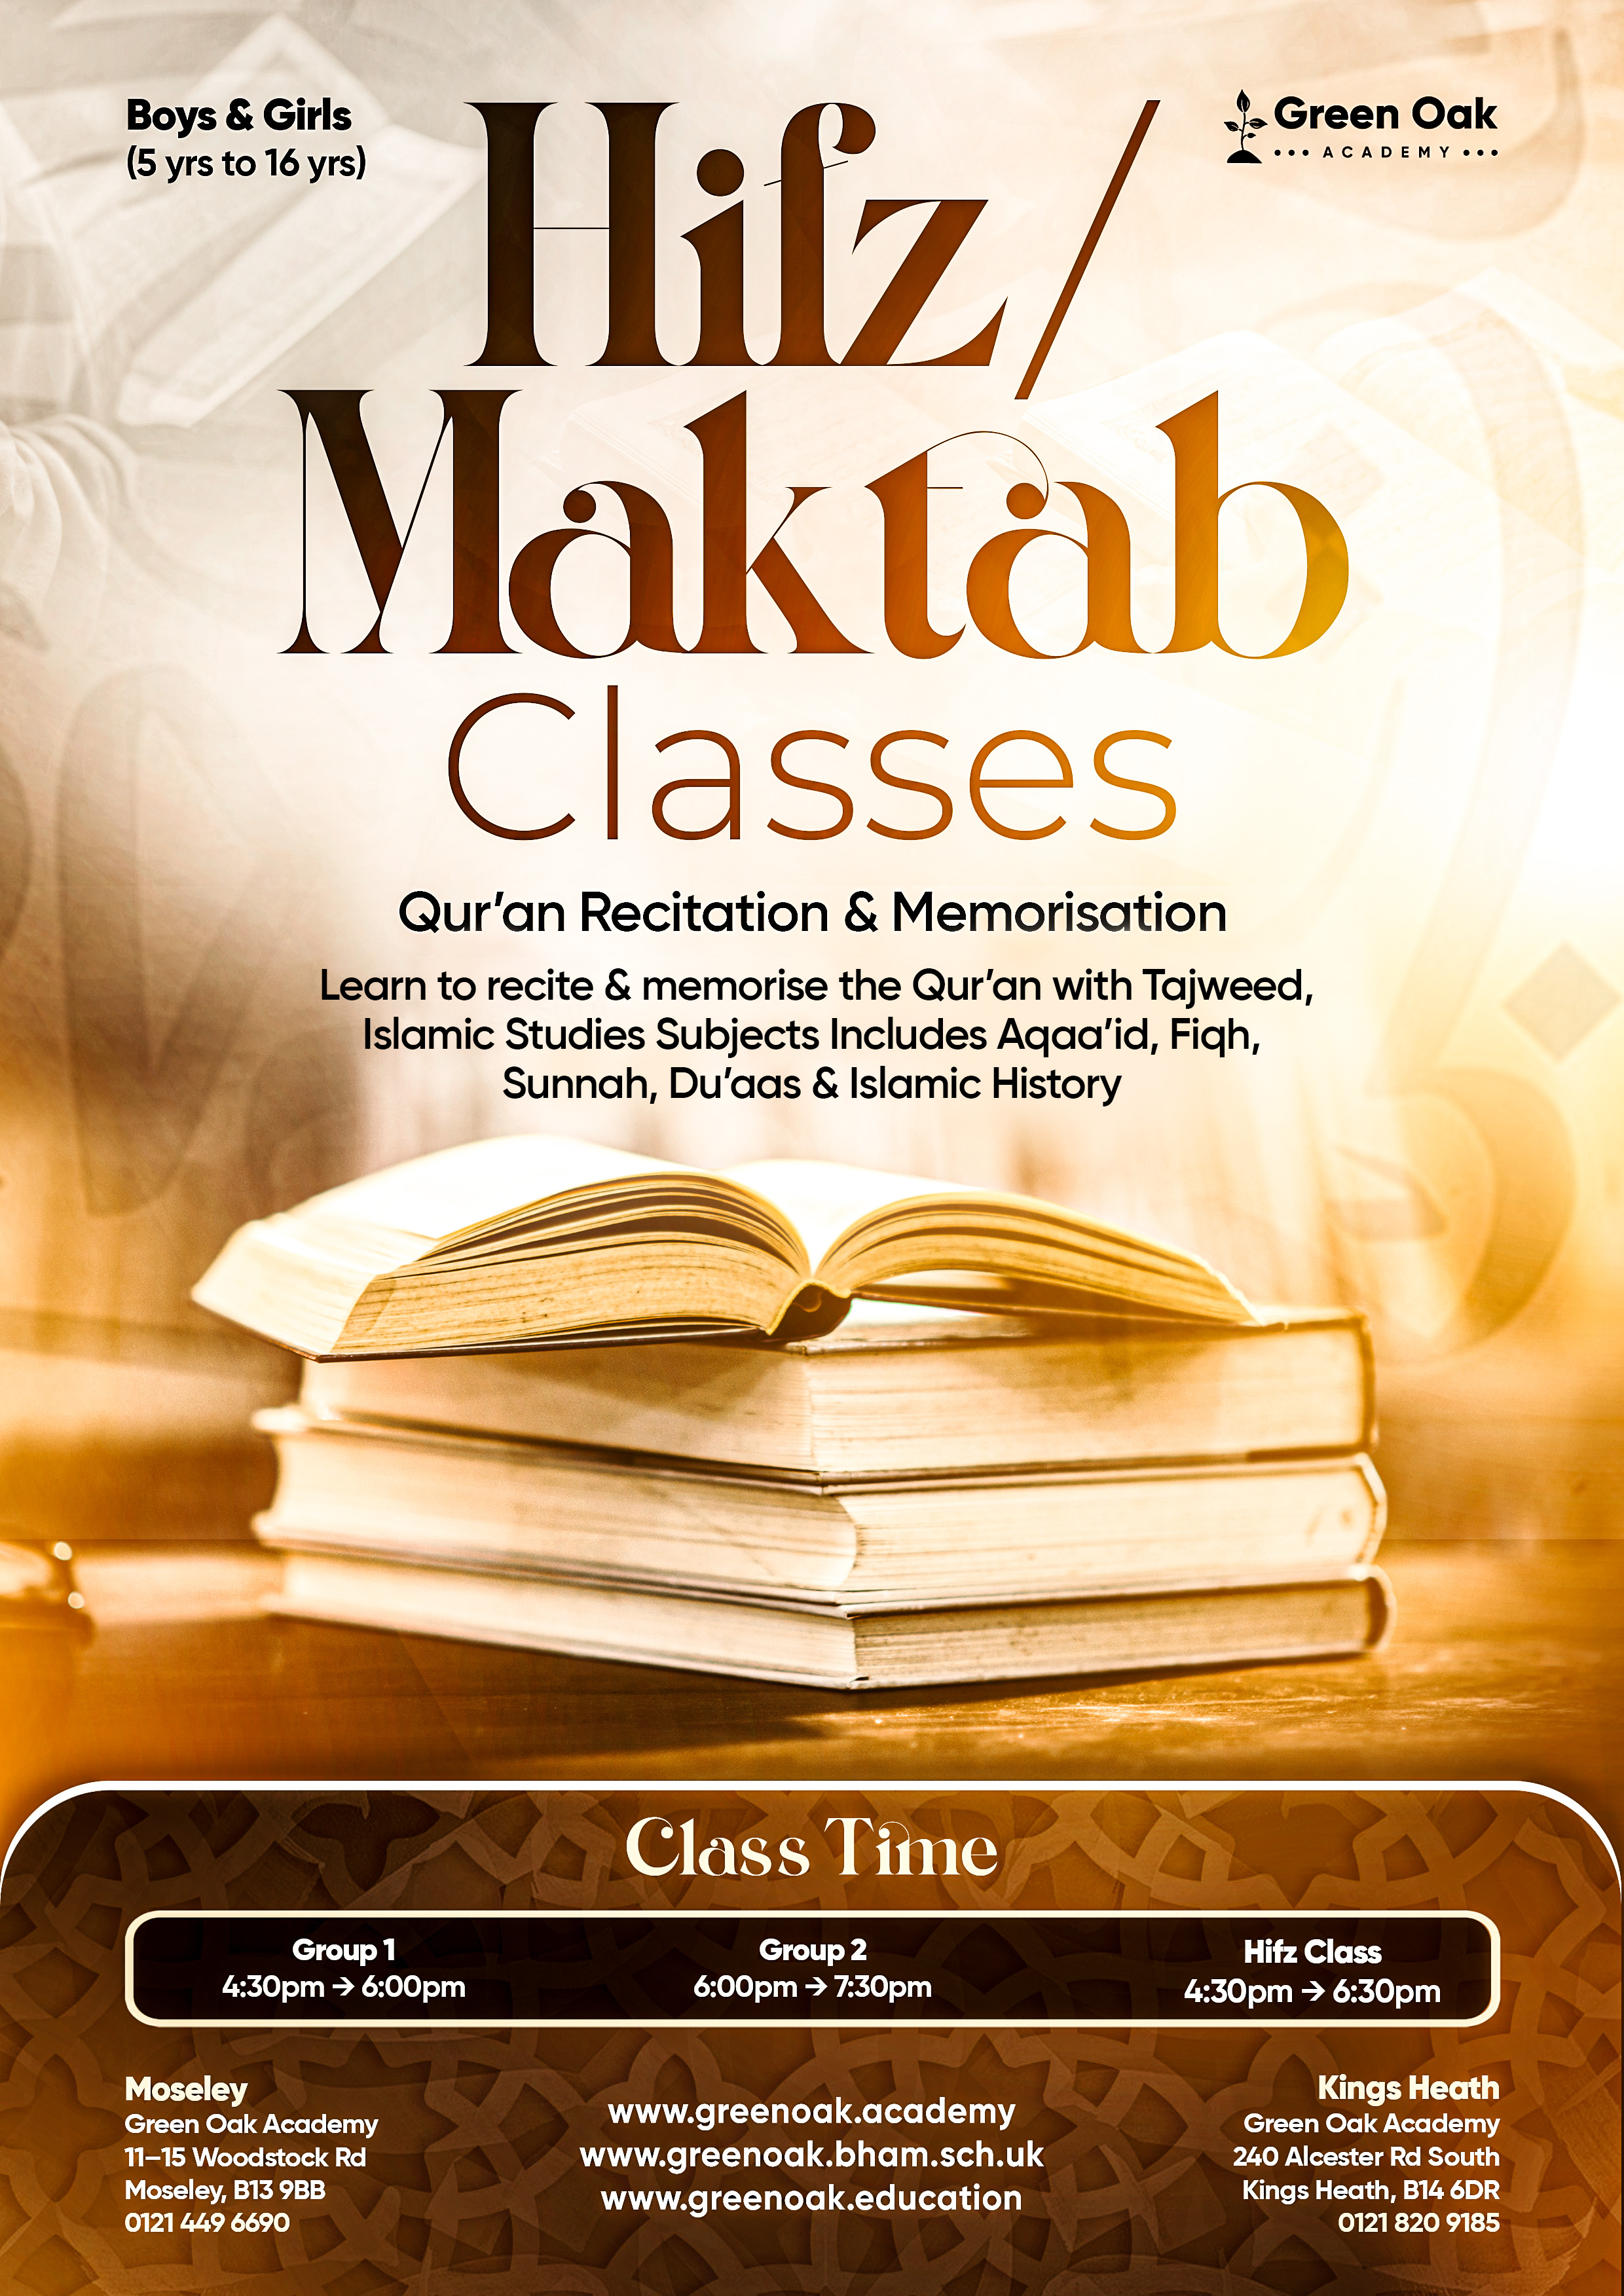 Boys & Girls
(5 yrs to 16 yrs)
Hifz/
Green Oak
ACADEMY
Maktab
Classes
Qur’an Recitation & Memorisation
Learn to recite & memorise the Qur’an with Tajweed,
Islamic Studies Subjects Includes Aqaa’id, Fiqh,
Sunnah, Du’aas & Islamic History
Class Time
Group 1
4:30pm → 6:00pm
Group 2
6:00pm → 7:30pm
Hifz Class
4:30pm → 6:30pm
Moseley
Green Oak Academy
11–15 Woodstock Rd
Moseley, B13 9BB
0121 449 6690
www.greenoak.academy
www.greenoak.bham.sch.uk
www.greenoak.education
Kings Heath
Green Oak Academy
240 Alcester Rd South
Kings Heath, B14 6DR
0121 820 9185